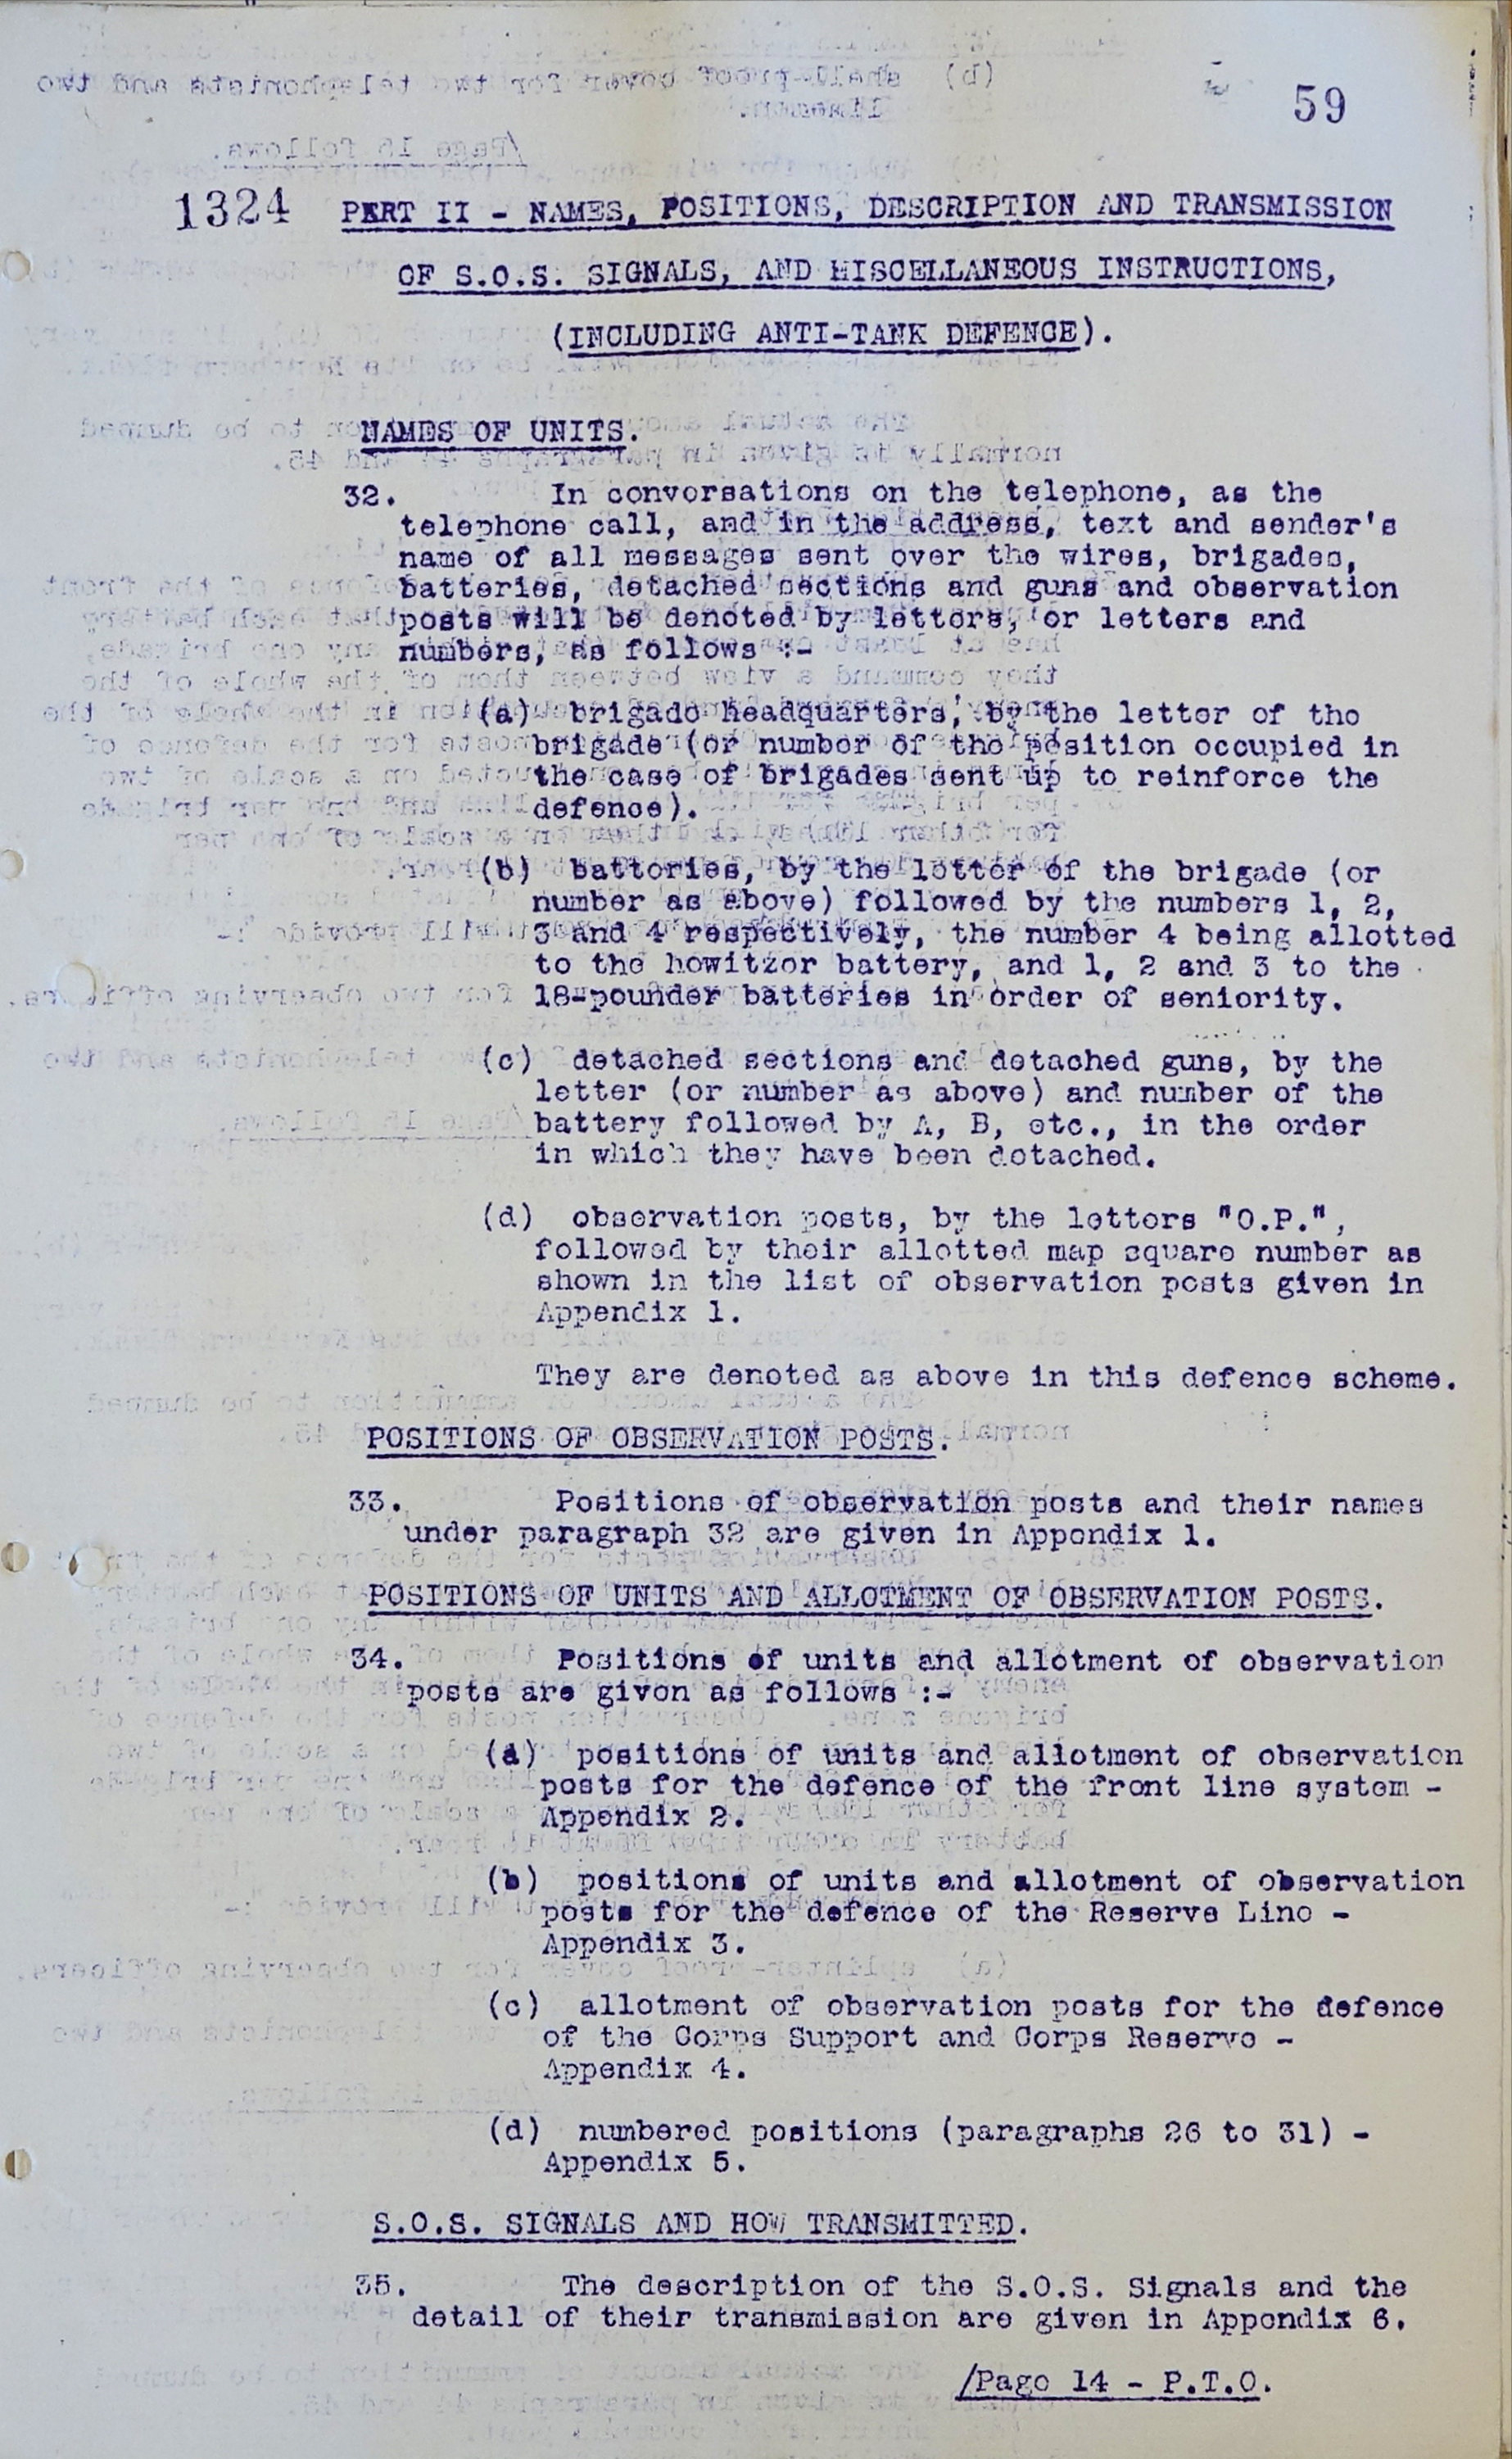 59
1324 PART II - NAMES, POSITIONS, DESCRIPTION AND TRANSMISSION
OF S.O.S. SIGNALS, AND MISCELLANEOUS INSTRUCTIONS,
(INCLUDING ANTI-TANK DEFENCE).
NAMES OF UNITS.
32. In conversations on the telephone, as the
telephone call, and in the address, text and sender's
name of all messages sent over the wires, brigades,
batteries, detached sections and guns and observation
posts will be denoted by letters, or letters and
numbers, as follows :-
(a) brigade headquarters, by the letter of the
brigade (or number of the position occupied in
the case of brigades sent up to reinforce the
defence).
(b) batteries, by the letter of the brigade (or
number as above) followed by the numbers 1, 2,
3 and 4 respectively, the number 4 being allotted
to the howitzer battery, and 1, 2 and 3 to the
18-pounder batteries in order of seniority.
(c) detached sections and detached guns, by the
letter (or number as above) and number of the
battery followed by A, B, etc., in the order
in which they have been detached.
(d) observation posts, by the letters "O.P.",
followed by their allotted map square number as
shown in the list of observation posts given in
Appendix 1.
They are denoted as above in this defence scheme.
POSITIONS OF OBSERVATION POSTS.
33. Positions of observation posts and their names
under paragraph 32 are given in Appendix 1.
POSITIONS OF UNITS AND ALLOTMENT OF OBSERVATION POSTS.
34. Positions of units and allotment of observation
posts are given as follows :-
(a) positions of units and allotment of observation
posts for the defence of the front line system -
Appendix 2.
(b) positions of units and allotment of observation
posts for the defence of the Reserve Line -
Appendix 3.
(c) allotment of observation posts for the defence
of the Corps Support and Corps Reserve -
Appendix 4.
(d) numbered positions (paragraphs 26 to 31) -
Appendix 5.
S.O.S. SIGNALS AND HOW TRANSMITTED.
35. The description of the S.O.S. Signals and the
detail of their transmission are given in Appendix 6.
/Page 14 - P.T.O.